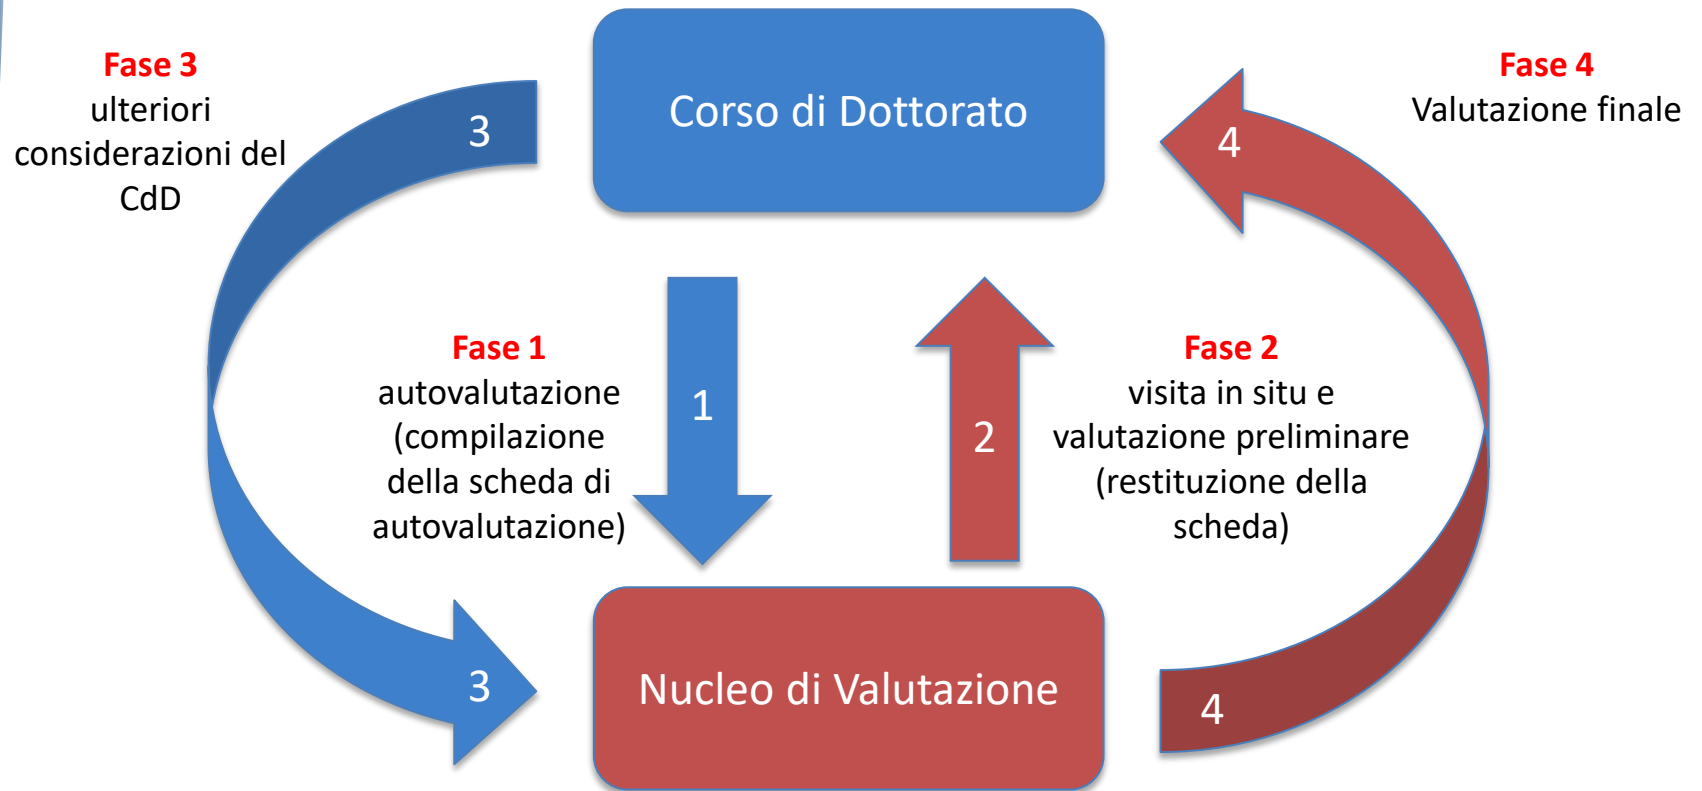 Fase 3
ulteriori
considerazioni del
CdD
3
Corso di Dottorato
4
Fase 4
Valutazione finale
Fase 1
autovalutazione
(compilazione
della scheda di
autovalutazione)
1
2
Fase 2
visita in situ e
valutazione preliminare
(restituzione della
scheda)
3
Nucleo di Valutazione
4